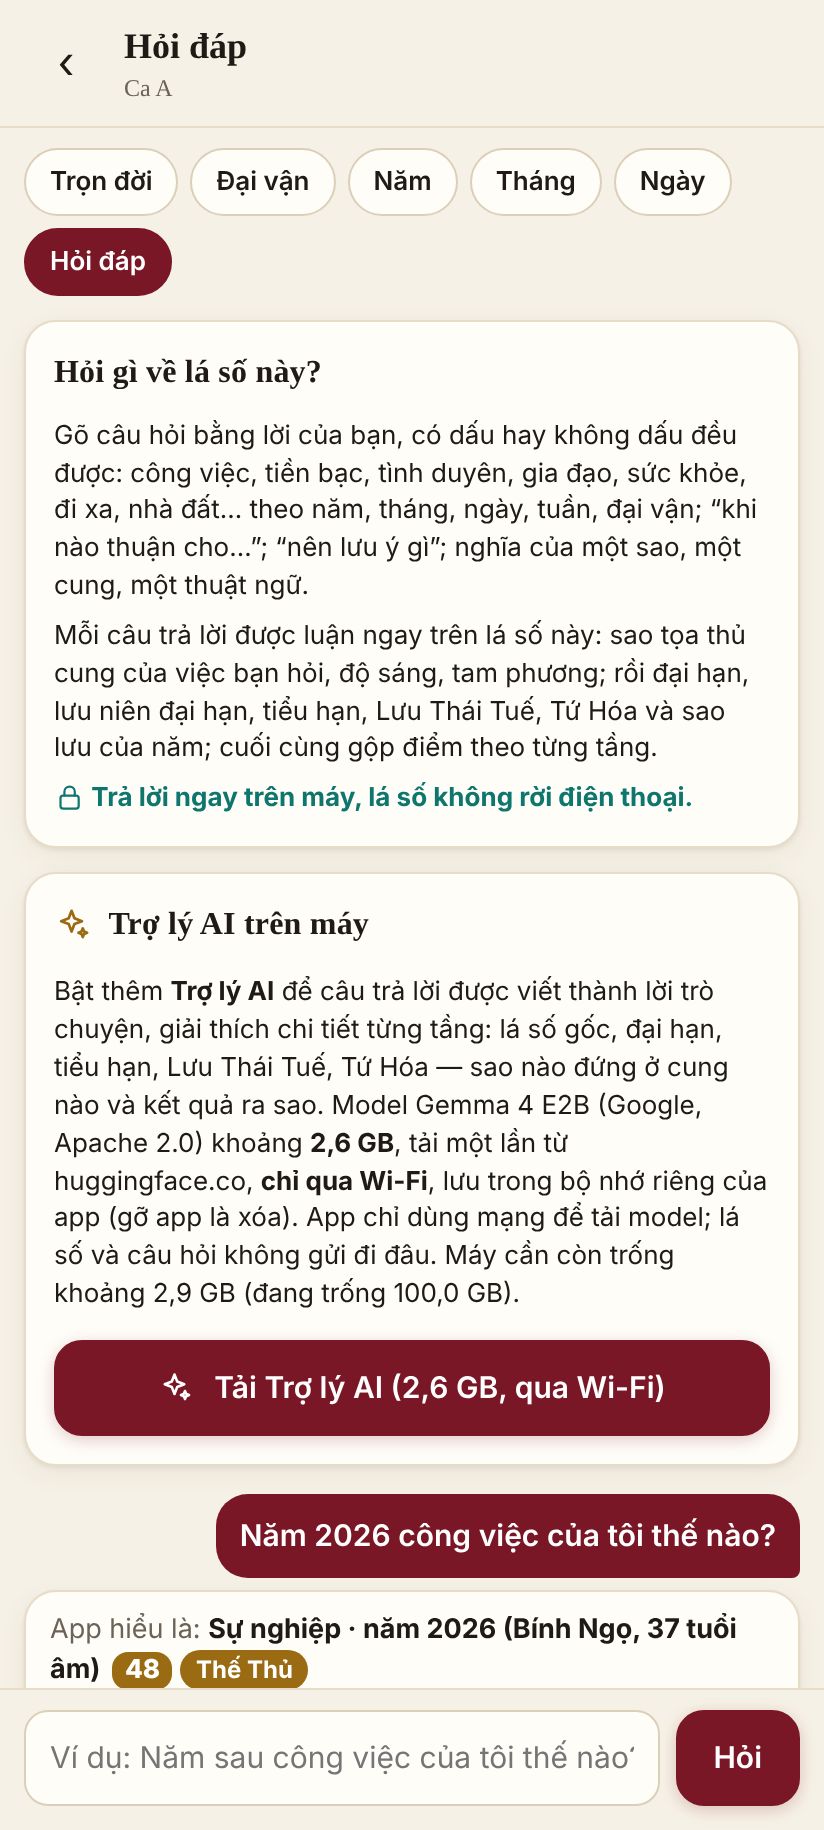 Hỏi đáp
Ca A
Trọn đời
Đại vận
Năm
Tháng
Ngày
Hỏi đáp
Hỏi gì về lá số này?
Gõ câu hỏi bằng lời của bạn, có dấu hay không dấu đều
được: công việc, tiền bạc, tình duyên, gia đạo, sức khỏe,
đi xa, nhà đất… theo năm, tháng, ngày, tuần, đại vận; “khi
nào thuận cho…”; “nên lưu ý gì”; nghĩa của một sao, một
cung, một thuật ngữ.
Mỗi câu trả lời được luận ngay trên lá số này: sao tọa thủ
cung của việc bạn hỏi, độ sáng, tam phương; rồi đại hạn,
lưu niên đại hạn, tiểu hạn, Lưu Thái Tuế, Tứ Hóa và sao
lưu của năm; cuối cùng gộp điểm theo từng tầng.
Trả lời ngay trên máy, lá số không rời điện thoại.
Trợ lý AI trên máy
Bật thêm Trợ lý AI để câu trả lời được viết thành lời trò
chuyện, giải thích chi tiết từng tầng: lá số gốc, đại hạn,
tiểu hạn, Lưu Thái Tuế, Tứ Hóa — sao nào đứng ở cung
nào và kết quả ra sao. Model Gemma 4 E2B (Google,
Apache 2.0) khoảng 2,6 GB, tải một lần từ
huggingface.co, chỉ qua Wi-Fi, lưu trong bộ nhớ riêng của
app (gỡ app là xóa). App chỉ dùng mạng để tải model; lá
số và câu hỏi không gửi đi đâu. Máy cần còn trống
khoảng 2,9 GB (đang trống 100,0 GB).
Tải Trợ lý AI (2,6 GB, qua Wi-Fi)
Năm 2026 công việc của tôi thế nào?
App hiểu là: Sự nghiệp · năm 2026 (Bính Ngọ, 37 tuổi
âm) 48 Thế Thủ
Ví dụ: Năm sau công việc của tôi thế nào?
Hỏi